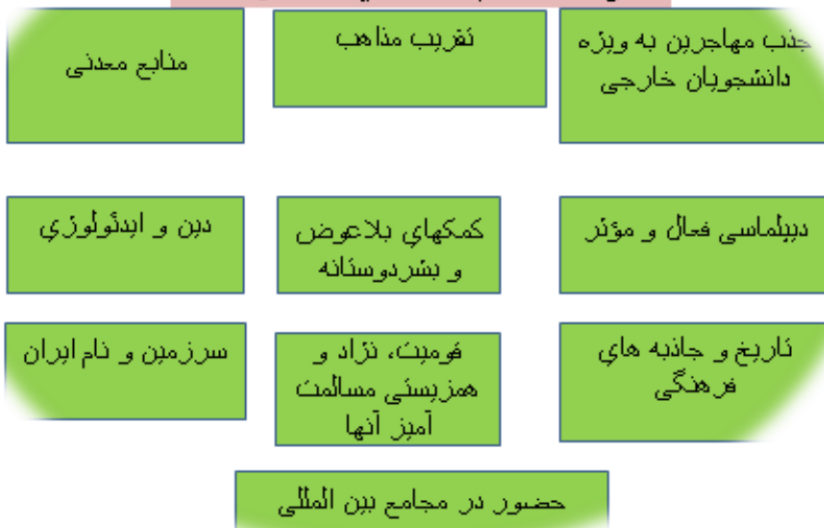 جذب مهاجرین به ویژه
دانشجویان خارجی
تقریب مذاهب
منابع معدنی
دیپلماسی فعال و مؤثر
کمکهای بلاعوض
و بشردوستانه
دین و ایدئولوژی
تاریخ و جاذبه های
فرهنگی
قومیت، نژاد و
همزیستی مسالمت
آمیز آنها
سرزمین و نام ایران
حضور در مجامع بین المللی